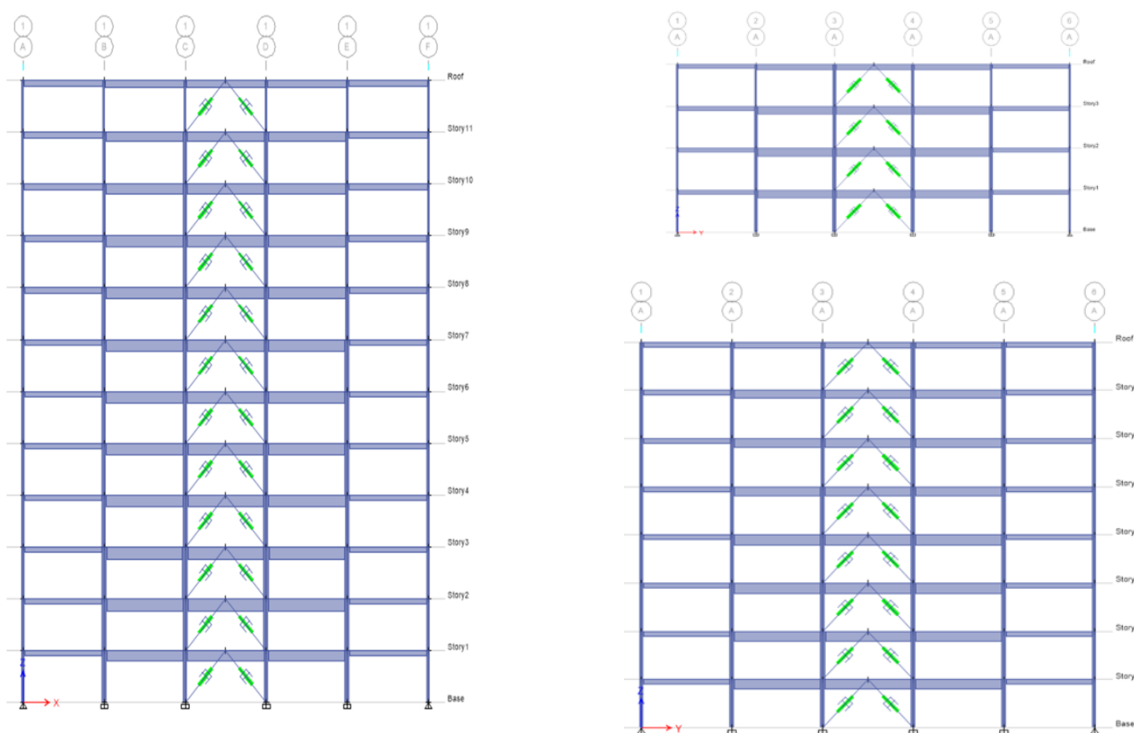 1 1 1 1 1 1
A B C D E F
Roof
Story11
Story10
Story9
Story8
Story7
Story6
Story5
Story4
Story3
Story2
Story1
Z
X
Base
1 2 3 4 5 6
A A A A A A
Roof
Story3
Story2
Story1
Z
Y
Base
1 2 3 4 5 6
A A A A A A
Roof
Story
Story
Story
Story
Story
Story
Story
Z
Y
Base